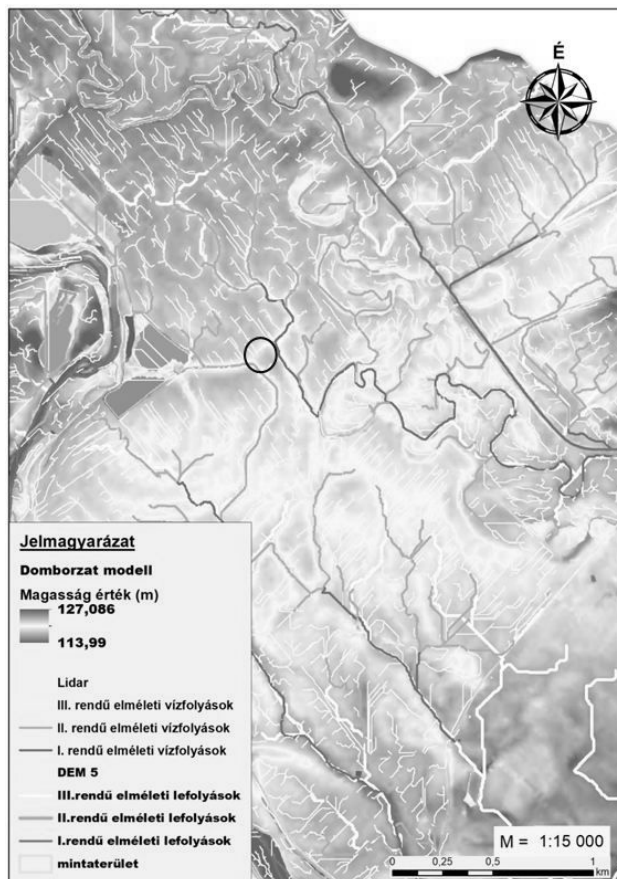 É
Jelmagyarázat
Domborzat modell
Magasság érték (m)
127,086
113,99
Lidar
III. rendű elméleti vízfolyások
II. rendű elméleti vízfolyások
I. rendű elméleti vízfolyások
DEM 5
III.rendű elméleti lefolyások
II.rendű elméleti lefolyások
I.rendű elméleti lefolyások
mintaterület
M = 1:15 000
0 0,25 0,5 1
km